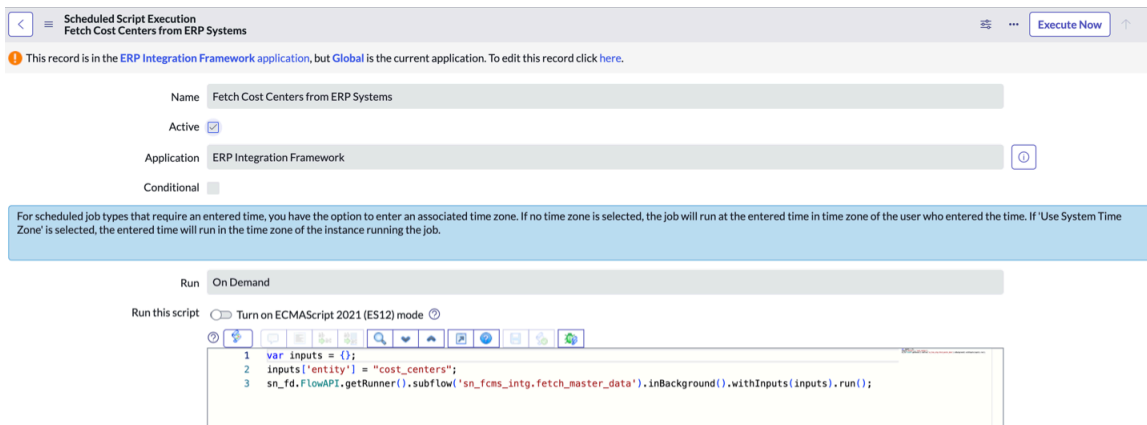 Scheduled Script Execution
Fetch Cost Centers from ERP Systems
Execute Now
This record is in the ERP Integration Framework application, but Global is the current application. To edit this record click here.
Name Fetch Cost Centers from ERP Systems
Active
Application ERP Integration Framework
Conditional
For scheduled job types that require an entered time, you have the option to enter an associated time zone. If no time zone is selected, the job will run at the entered time in time zone of the user who entered the time. If 'Use System Time
Zone' is selected, the entered time will run in the time zone of the instance running the job.
Run On Demand
Run this script Turn on ECMAScript 2021 (ES12) mode
1 var inputs = {};
2 inputs['entity'] = "cost_centers";
3 sn_fd.FlowAPI.getRunner().subflow('sn_fcms_intg.fetch_master_data').inBackground().withInputs(inputs).run();